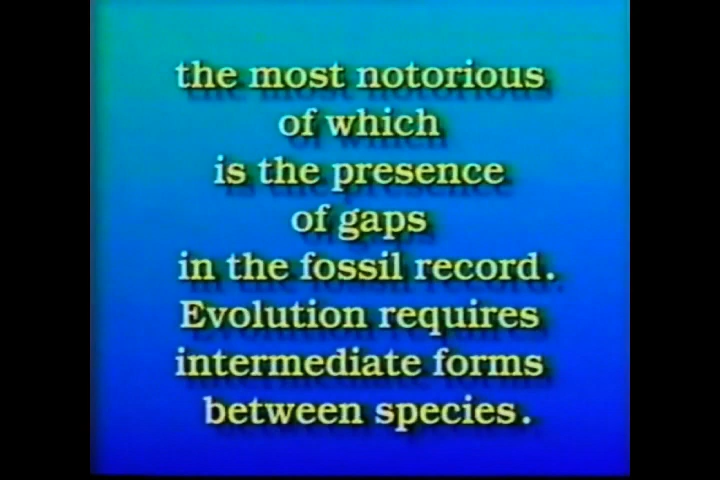 the most notorious
of which
is the presence
of gaps
in the fossil record.
Evolution requires
intermediate forms
between species.